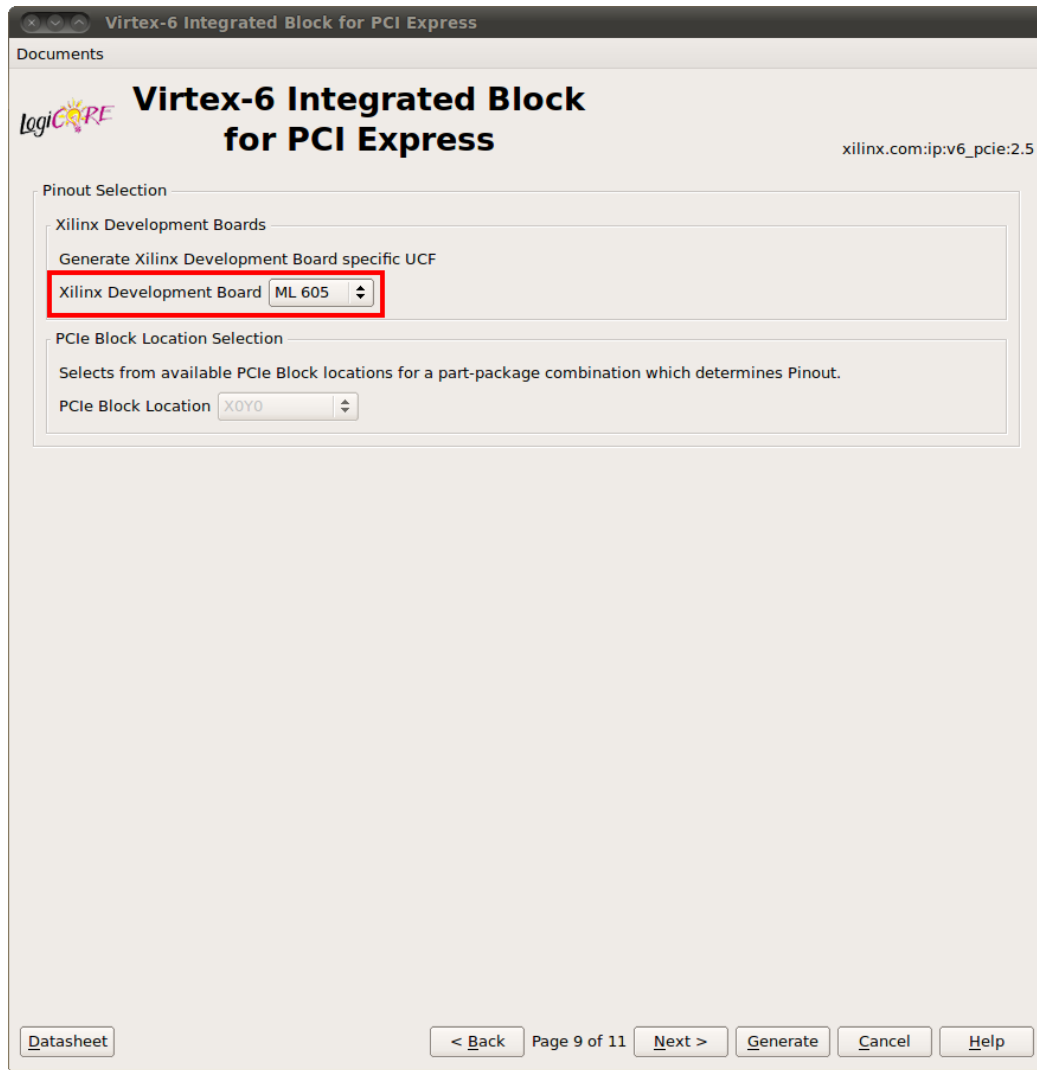 Virtex-6 Integrated Block for PCI Express
Documents
LogiCORE
Virtex-6 Integrated Block
for PCI Express
xilinx.com:ip:v6_pcie:2.5
Pinout Selection
Xilinx Development Boards
Generate Xilinx Development Board specific UCF
Xilinx Development Board ML 605
PCIe Block Location Selection
Selects from available PCIe Block locations for a part-package combination which determines Pinout.
PCIe Block Location X0Y0
Datasheet < Back Page 9 of 11 Next > Generate Cancel Help